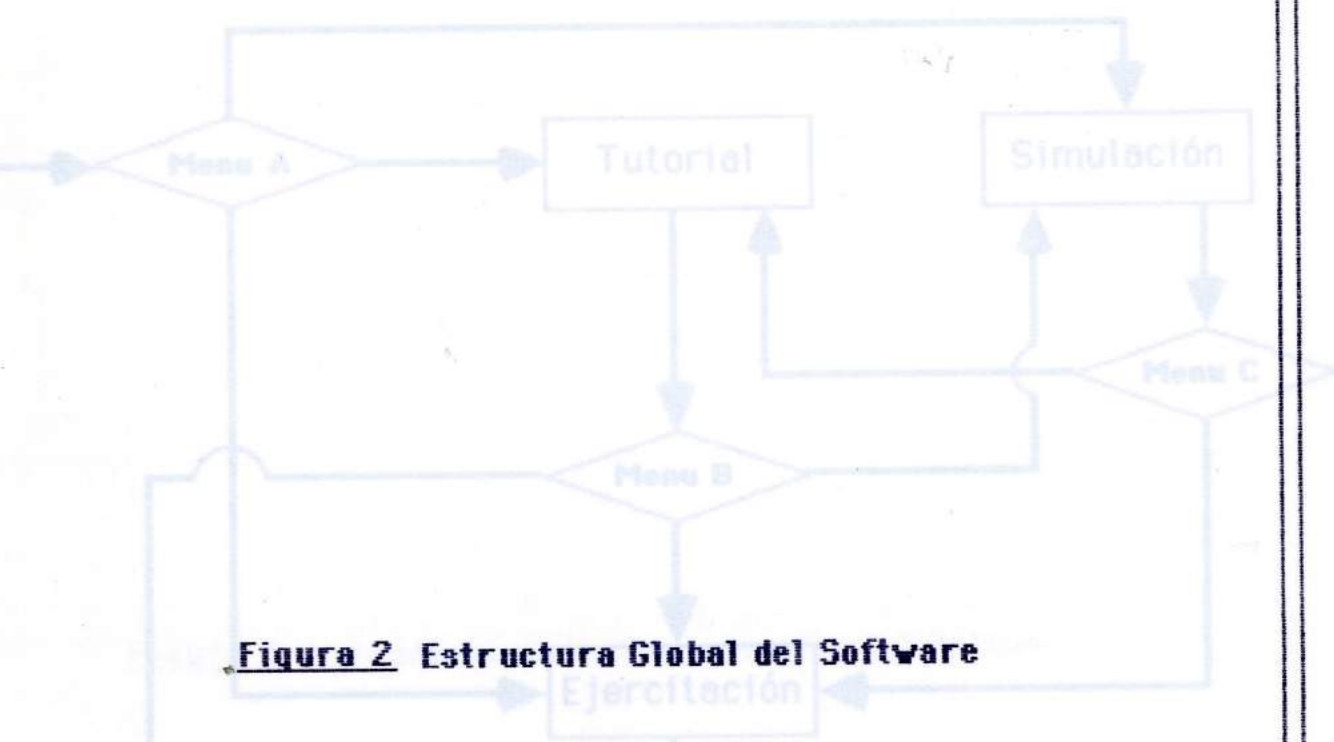 Menu A
Tutorial
Simulación
Menu C
Menu B
Figura 2 Estructura Global del Software
Ejercitación